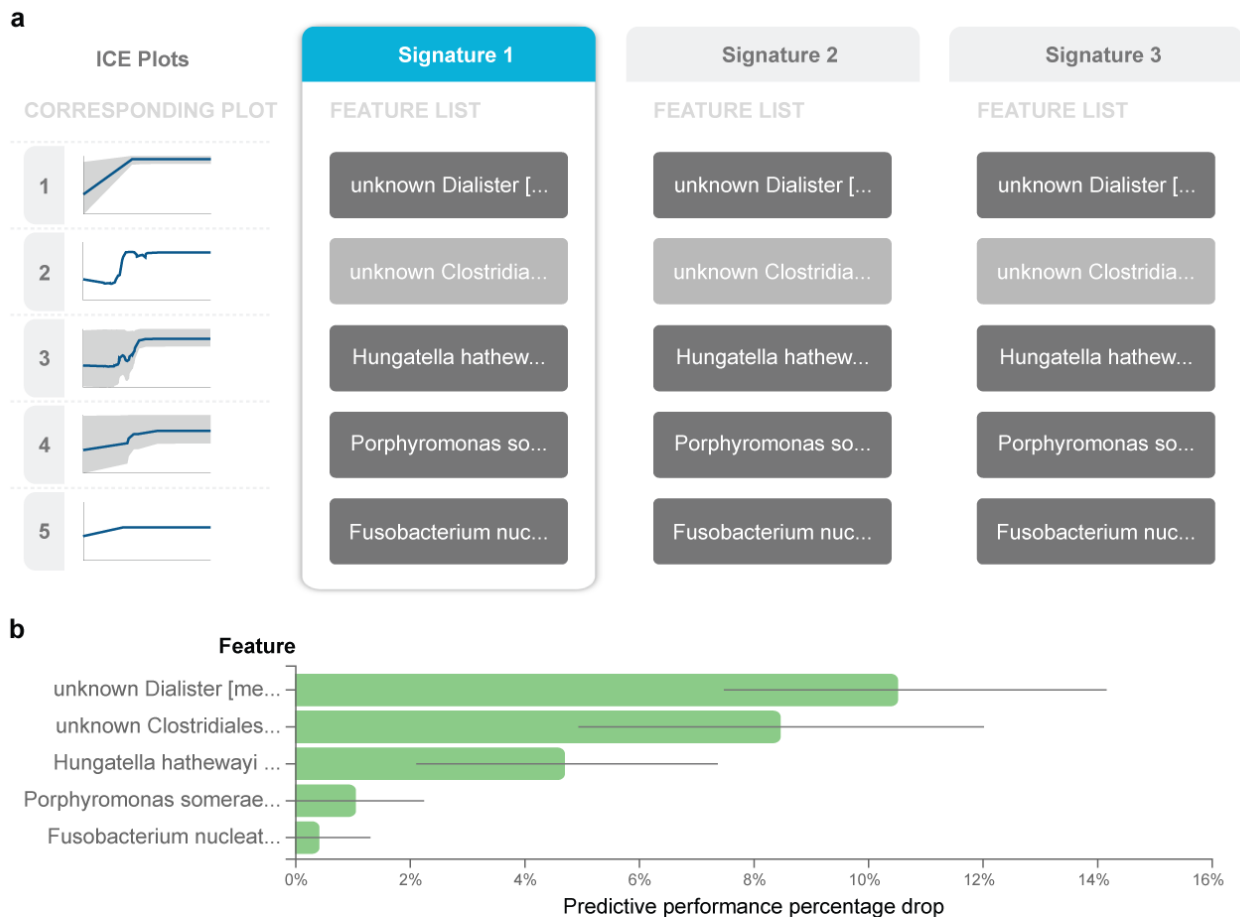 a
ICE Plots
Signature 1
Signature 2
Signature 3
CORRESPONDING PLOT
FEATURE LIST
FEATURE LIST
FEATURE LIST
1
unknown Dialister [...
unknown Dialister [...
unknown Dialister [...
2
unknown Clostridia...
unknown Clostridia...
unknown Clostridia...
3
Hungatella hathew...
Hungatella hathew...
Hungatella hathew...
4
Porphyromonas so...
Porphyromonas so...
Porphyromonas so...
5
Fusobacterium nuc...
Fusobacterium nuc...
Fusobacterium nuc...
b
Feature
unknown Dialister [me...
unknown Clostridiales...
Hungatella hathewayi ...
Porphyromonas somerae...
Fusobacterium nucleat...
0% 2% 4% 6% 8% 10% 12% 14% 16%
Predictive performance percentage drop